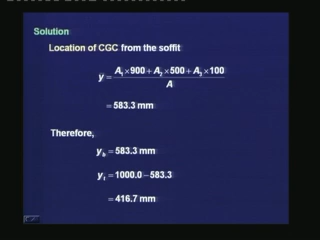 Solution
Location of CGC from the soffit
y = A₁×900 + A₂×500 + A₃×100 / A
= 583.3 mm
Therefore,
y_b = 583.3 mm
y_t = 1000.0 – 583.3
= 416.7 mm